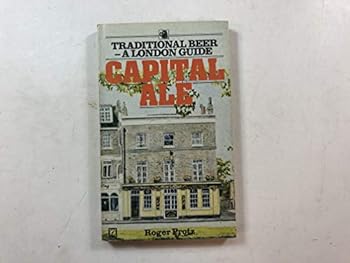 TRADITIONAL BEER
– A LONDON GUIDE
CAPITAL
ALE
Roger Protz